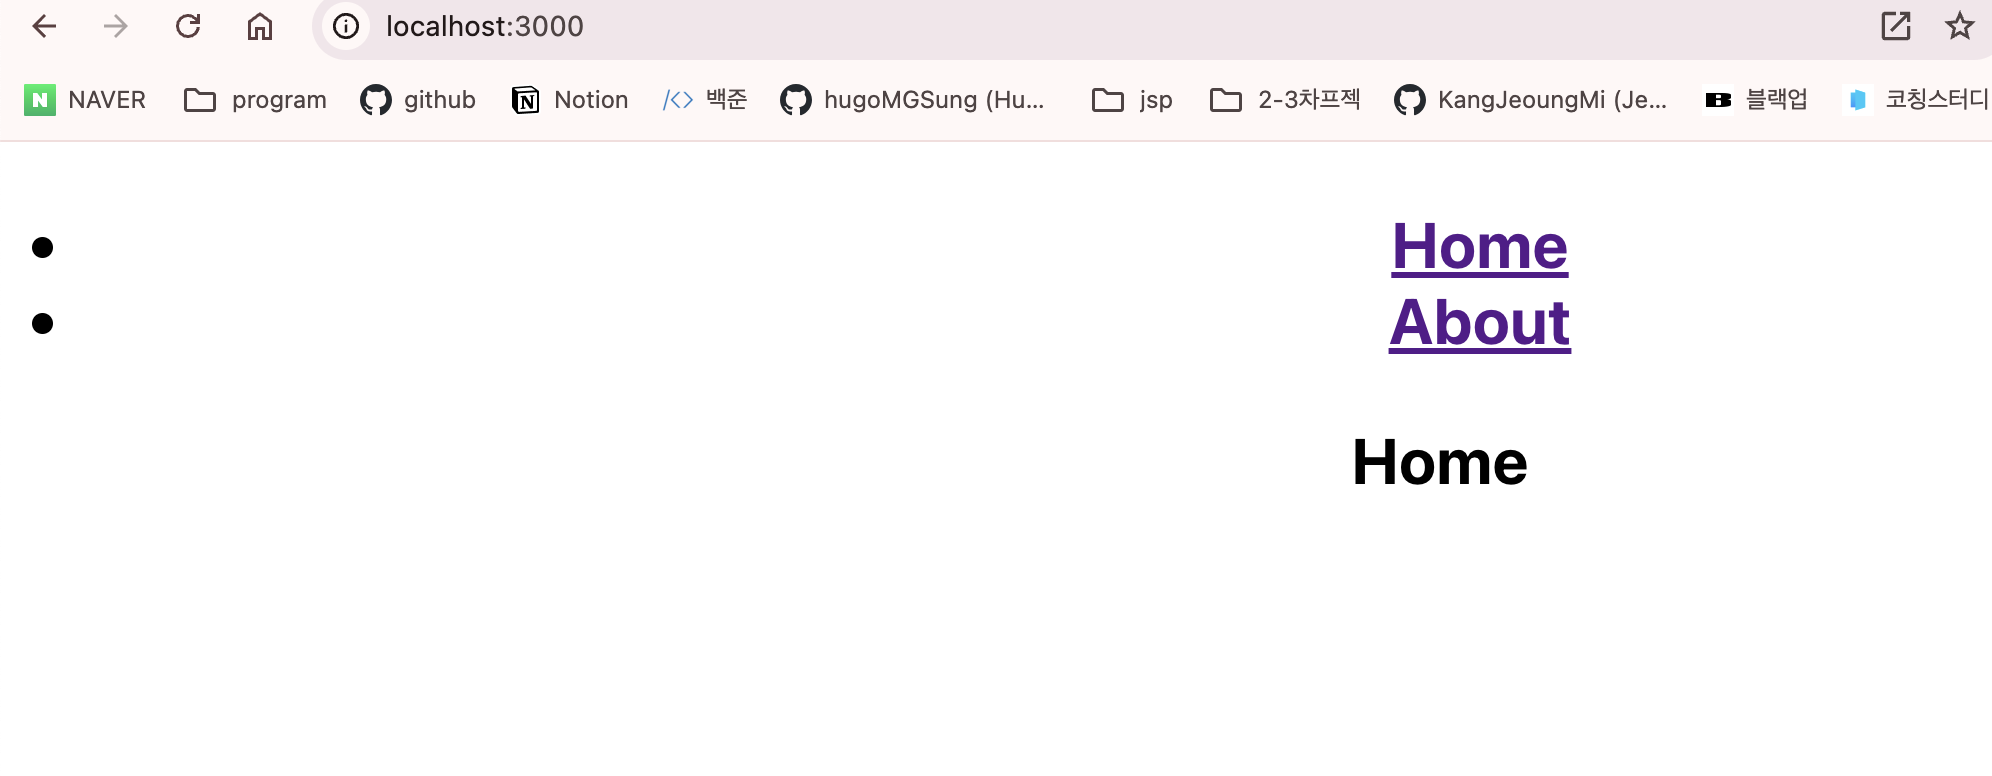 localhost:3000
NAVER program github Notion 백준 hugoMGSung (Hu... jsp 2-3차프젝 KangJeoungMi (Je... 블랙업 코칭스터디
Home
About
Home